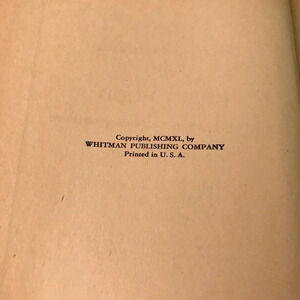 Copyright, MCMXL, by
WHITMAN PUBLISHING COMPANY
Printed in U. S. A.